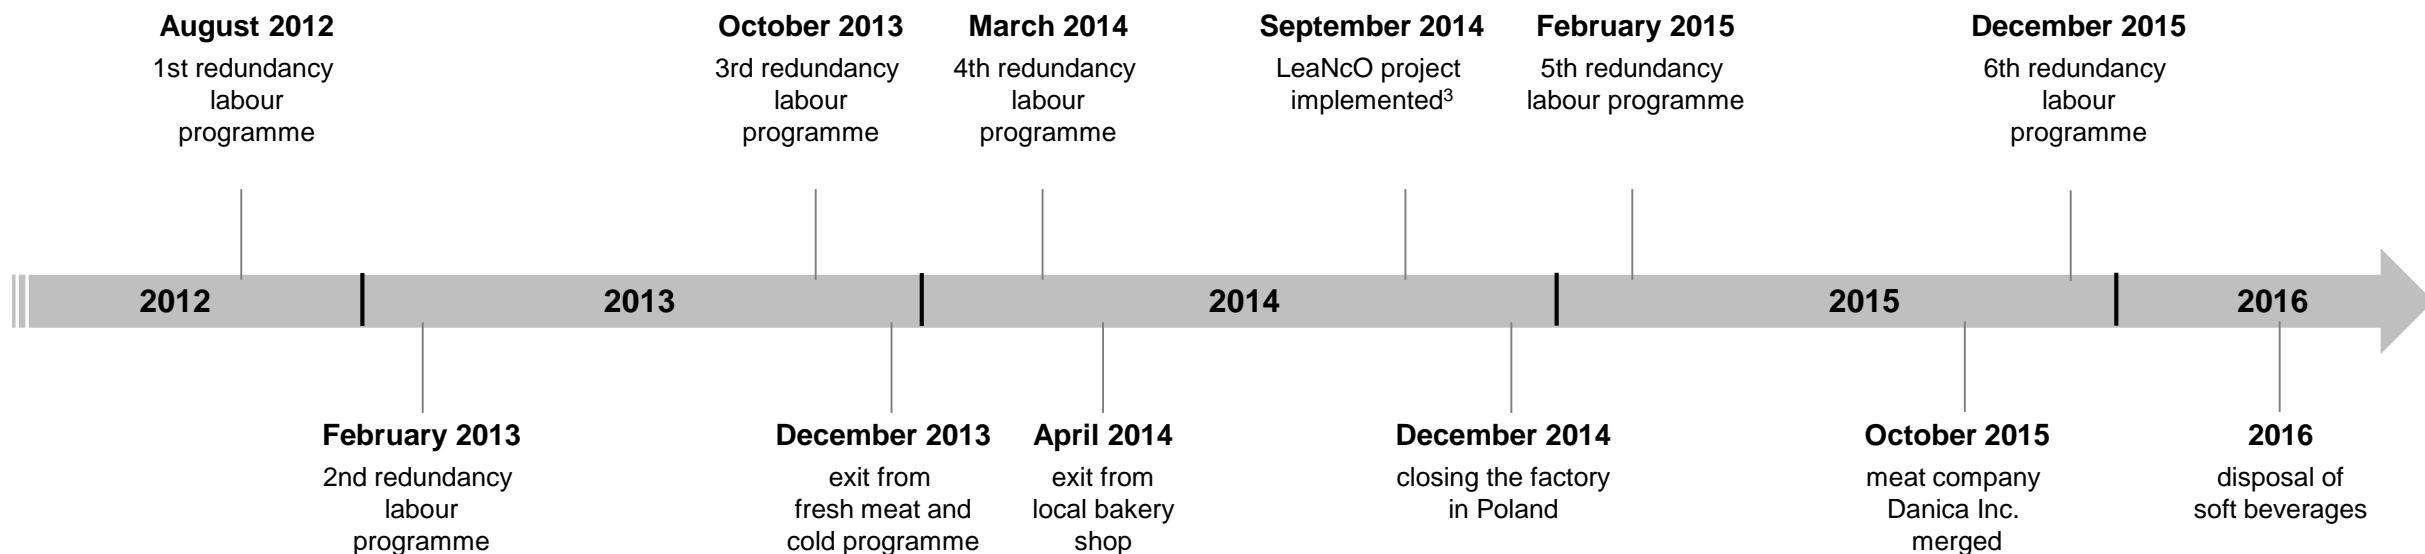 August 2012
1st redundancy
labour
programme
October 2013
3rd redundancy
labour
programme
March 2014
4th redundancy
labour
programme
September 2014
LeaNcO project
implemented³
February 2015
5th redundancy
labour programme
December 2015
6th redundancy
labour
programme
2012
2013
2014
2015
2016
February 2013
2nd redundancy
labour
programme
December 2013
exit from
fresh meat and
cold programme
April 2014
exit from
local bakery
shop
December 2014
closing the factory
in Poland
October 2015
meat company
Danica Inc.
merged
2016
disposal of
soft beverages